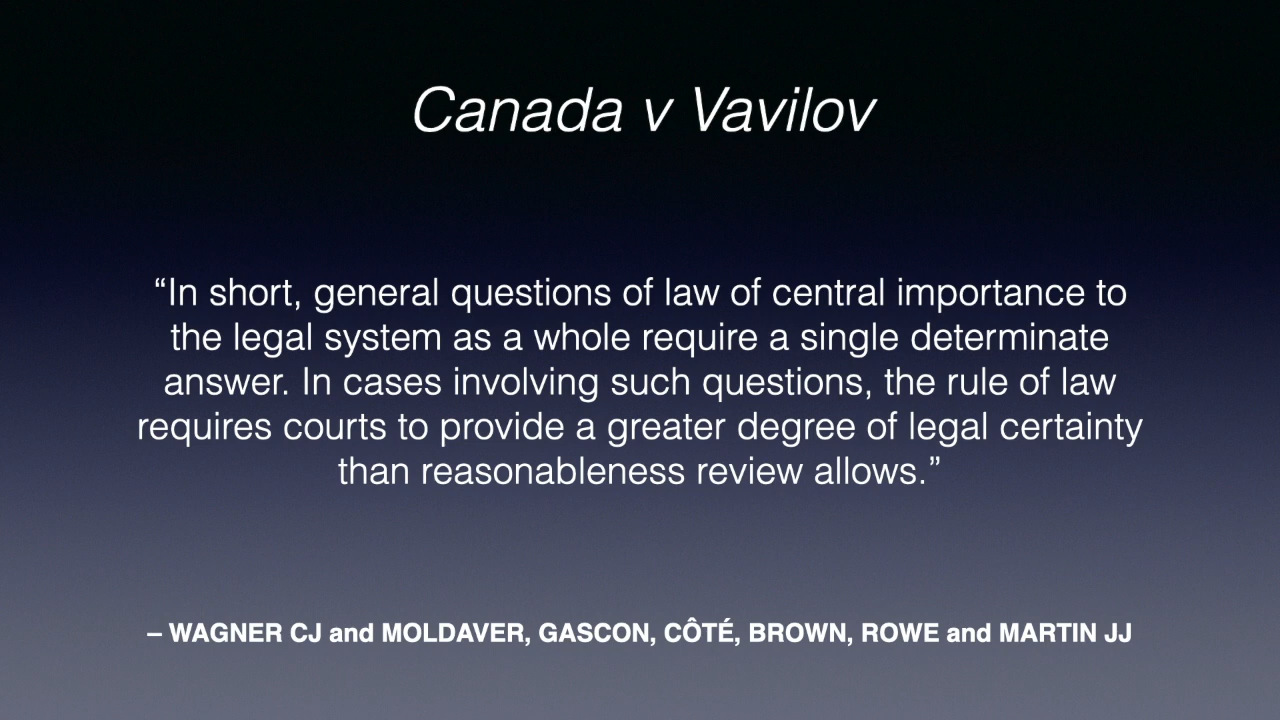 Canada v Vavilov
“In short, general questions of law of central importance to
the legal system as a whole require a single determinate
answer. In cases involving such questions, the rule of law
requires courts to provide a greater degree of legal certainty
than reasonableness review allows.”
– WAGNER CJ and MOLDAVER, GASCON, CÔTÉ, BROWN, ROWE and MARTIN JJ